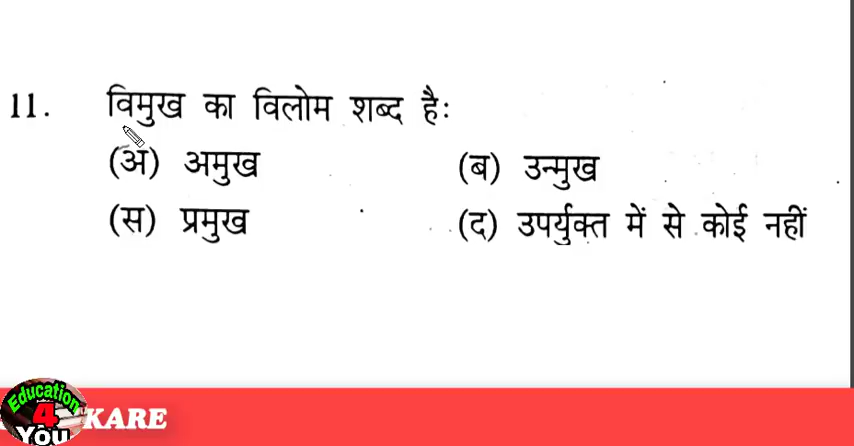 11. विमुख का विलोम शब्द है:
(अ) अमुख (ब) उन्मुख
(स) प्रमुख (द) उपर्युक्त में से कोई नहीं
Education
4
You
KARE